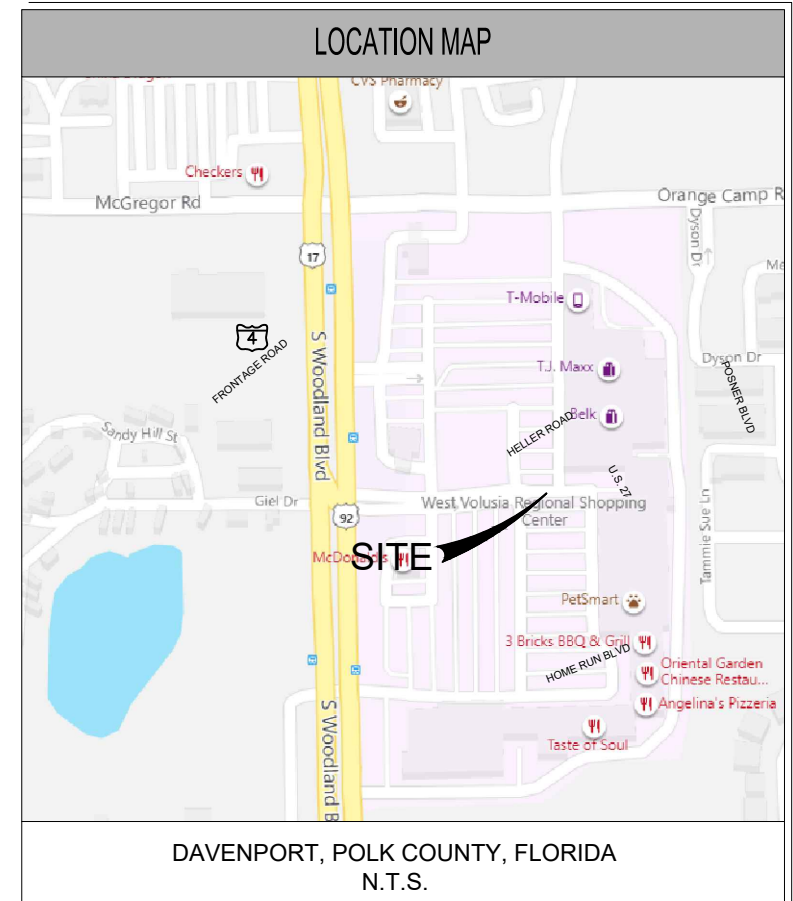 LOCATION MAP
CVS Pharmacy
Checkers
McGregor Rd
Orange Camp R
Dyson Dr
17
Me
T-Mobile
4
FRONTAGE ROAD
S Woodland Blvd
T.J. Maxx
Dyson Dr
POSNER BLVD
Belk
HELLER ROAD
Sandy Hill St
U.S. 27
Giel Dr
92
West Volusia Regional Shopping
Center
Tammie Sue Ln
SITE
McDonald's
PetSmart
3 Bricks BBQ & Grill
HOME RUN BLVD
Oriental Garden
Chinese Restau...
Angelina's Pizzeria
S Woodland B
Taste of Soul
DAVENPORT, POLK COUNTY, FLORIDA
N.T.S.